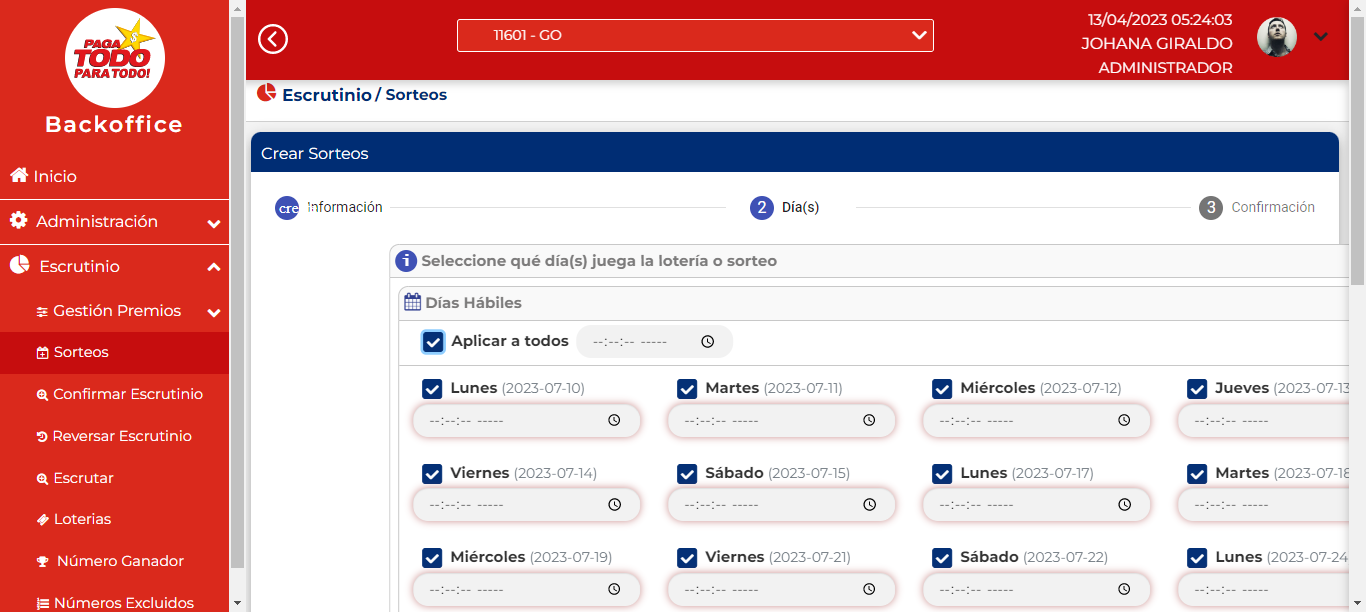 PAGA
TODO
PARA TODO!
Backoffice
Inicio
Administración
Escrutinio
Gestión Premios
Sorteos
Confirmar Escrutinio
Reversar Escrutinio
Escrutar
Loterias
Número Ganador
Números Excluidos
11601 - GO
13/04/2023 05:24:03
JOHANA GIRALDO
ADMINISTRADOR
Escrutinio / Sorteos
Crear Sorteos
cre Información 2 Día(s) 3 Confirmación
i Seleccione qué día(s) juega la lotería o sorteo
Días Hábiles
Aplicar a todos --:--:-- -----
Lunes (2023-07-10) Martes (2023-07-11) Miércoles (2023-07-12) Jueves (2023-07-13
--:--:-- ----- --:--:-- ----- --:--:-- ----- --:--:-- -----
Viernes (2023-07-14) Sábado (2023-07-15) Lunes (2023-07-17) Martes (2023-07-18
--:--:-- ----- --:--:-- ----- --:--:-- ----- --:--:-- -----
Miércoles (2023-07-19) Viernes (2023-07-21) Sábado (2023-07-22) Lunes (2023-07-24
--:--:-- ----- --:--:-- ----- --:--:-- ----- --:--:-- -----